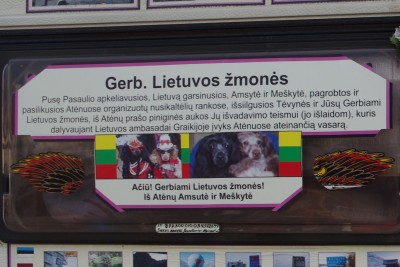 Gerb. Lietuvos žmonės
Pusę Pasaulio apkeliavusios, Lietuvą garsinusios, Amsytė ir Meškytė, pagrobtos ir
pasilikusios Atėnuose organizuotų nusikaltėlių rankose, išsiilgusios Tėvynės ir Jūsų Gerbiami
Lietuvos žmonės, iš Atėnų prašo piniginės aukos Jų išvadavimo teismui (jo išlaidom), kuris
dalyvaujant Lietuvos ambasadai Graikijoje įvyks Atėnuose ateinančią vasarą.
Ačiū! Gerbiami Lietuvos žmonės!
Iš Atėnų Amsutė ir Meškytė